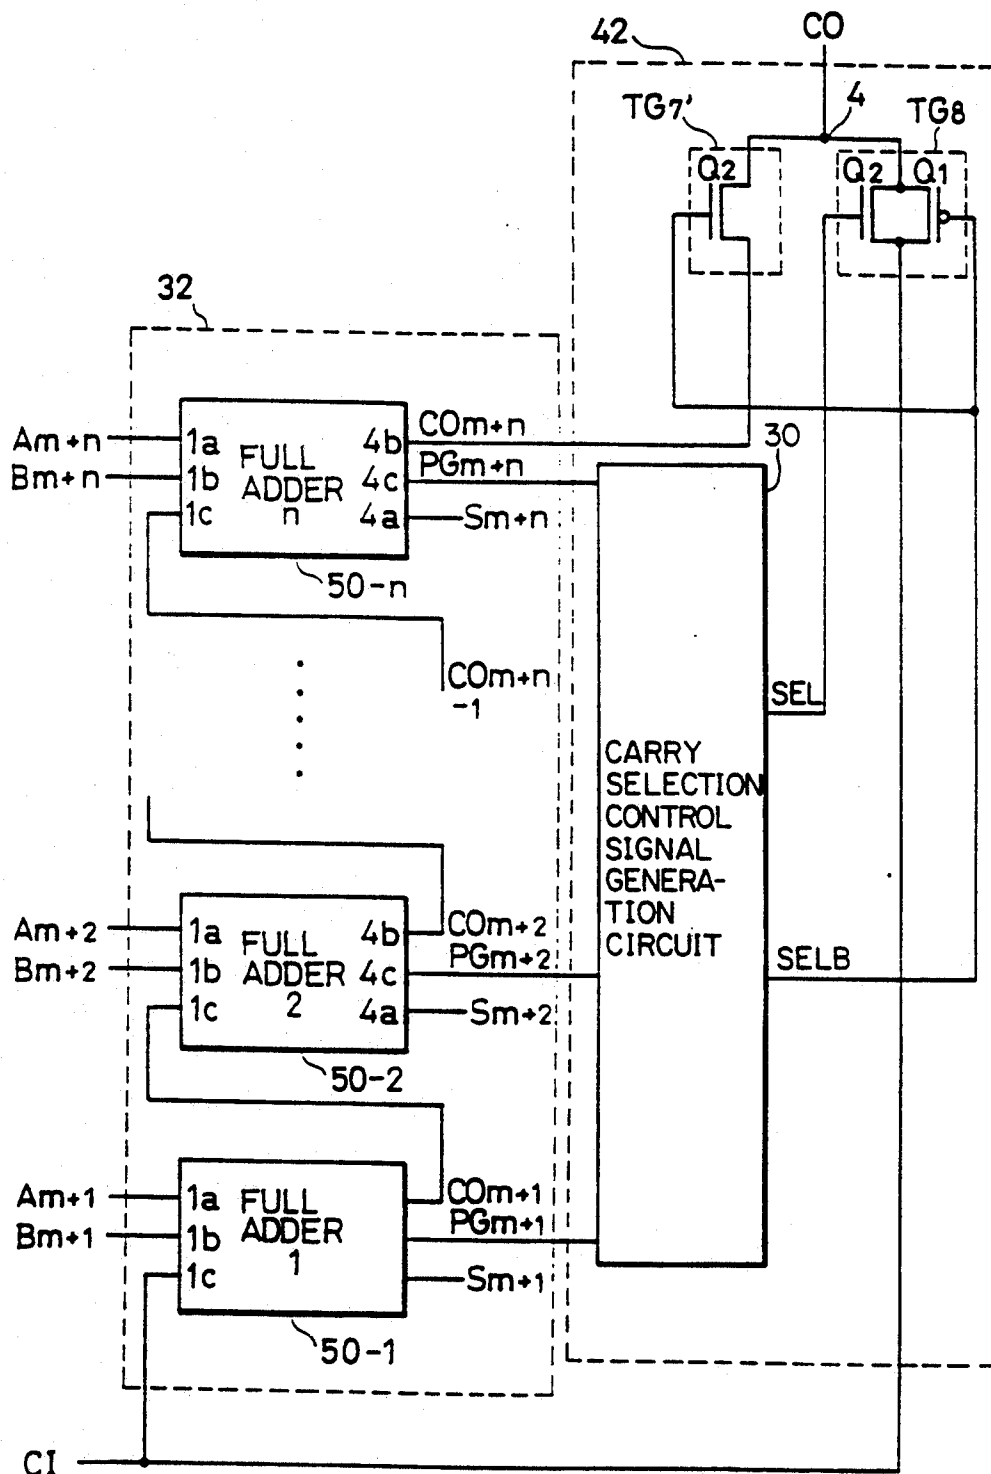 CO
42
4
TG7'
TG8
Q2
Q2
Q1
32
Am+n
1a
FULL
ADDER
n
4b
COm+n
Bm+n
1b
4c
PGm+n
1c
4a
Sm+n
30
50-n
COm+n
-1
SEL
CARRY
SELECTION
CONTROL
SIGNAL
GENERA-
TION
CIRCUIT
SELB
Am+2
1a
FULL
ADDER
2
4b
COm+2
Bm+2
1b
4c
PGm+2
1c
4a
Sm+2
50-2
Am+1
1a
FULL
ADDER
1
COm+1
Bm+1
1b
PGm+1
1c
Sm+1
50-1
CI